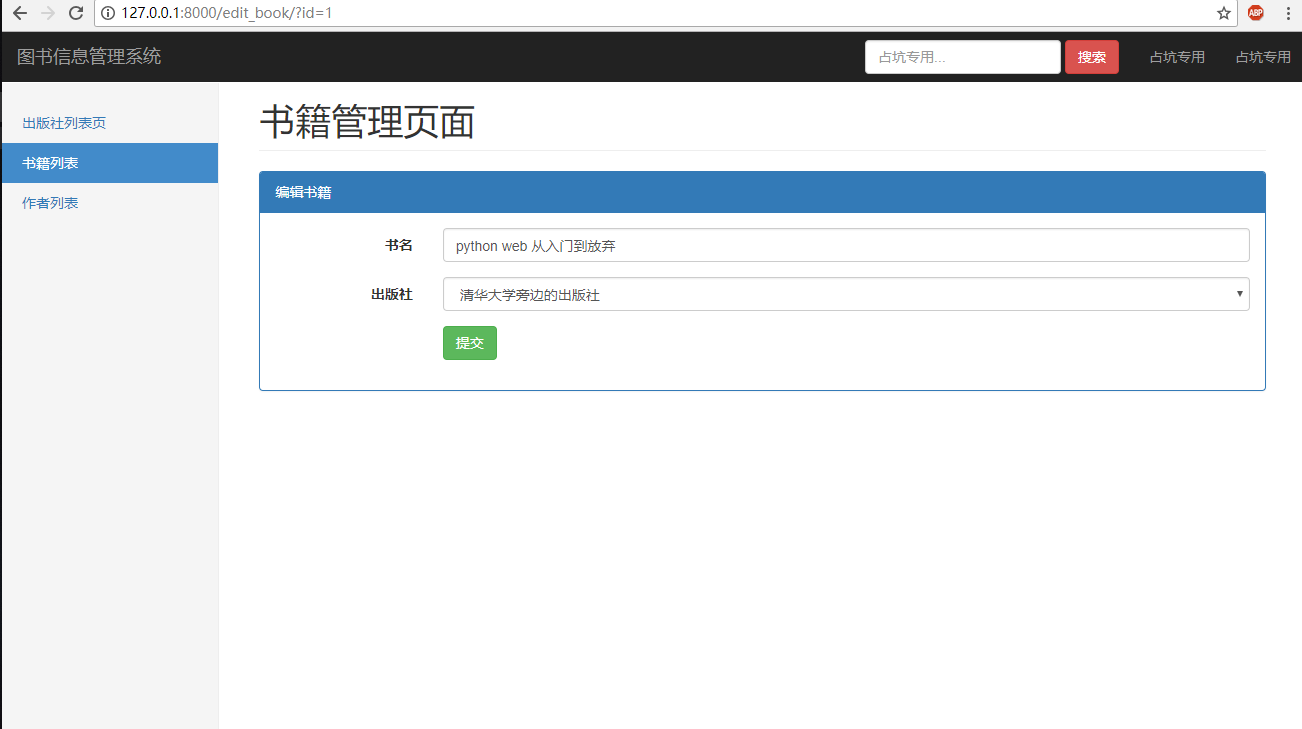 127.0.0.1:8000/edit_book/?id=1
ABP
图书信息管理系统
占坑专用...
搜索
占坑专用
占坑专用
出版社列表页
书籍列表
作者列表
书籍管理页面
编辑书籍
书名
python web 从入门到放弃
出版社
清华大学旁边的出版社
提交